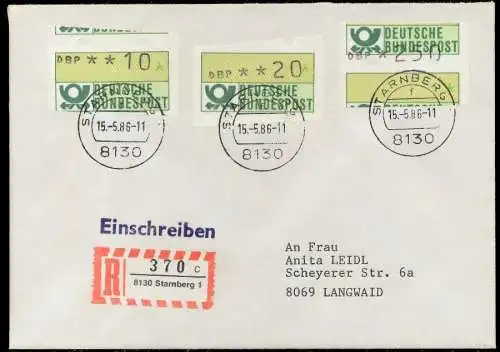 DBP **10*
DEUTSCHE
BUNDESPOST
STARNBERG
15.-5.86-11
8130
DBP **20*
DEUTSCHE
BUNDESPOST
15.-5.86-11
8130
DEUTSCHE
BUNDESPOST
DBP
STARNBERG
f
15.-5.86-11
8130
Einschreiben
R
370 c
8130 Starnberg 1
An Frau
Anita LEIDL
Scheyerer Str. 6a
8069 LANGWAID